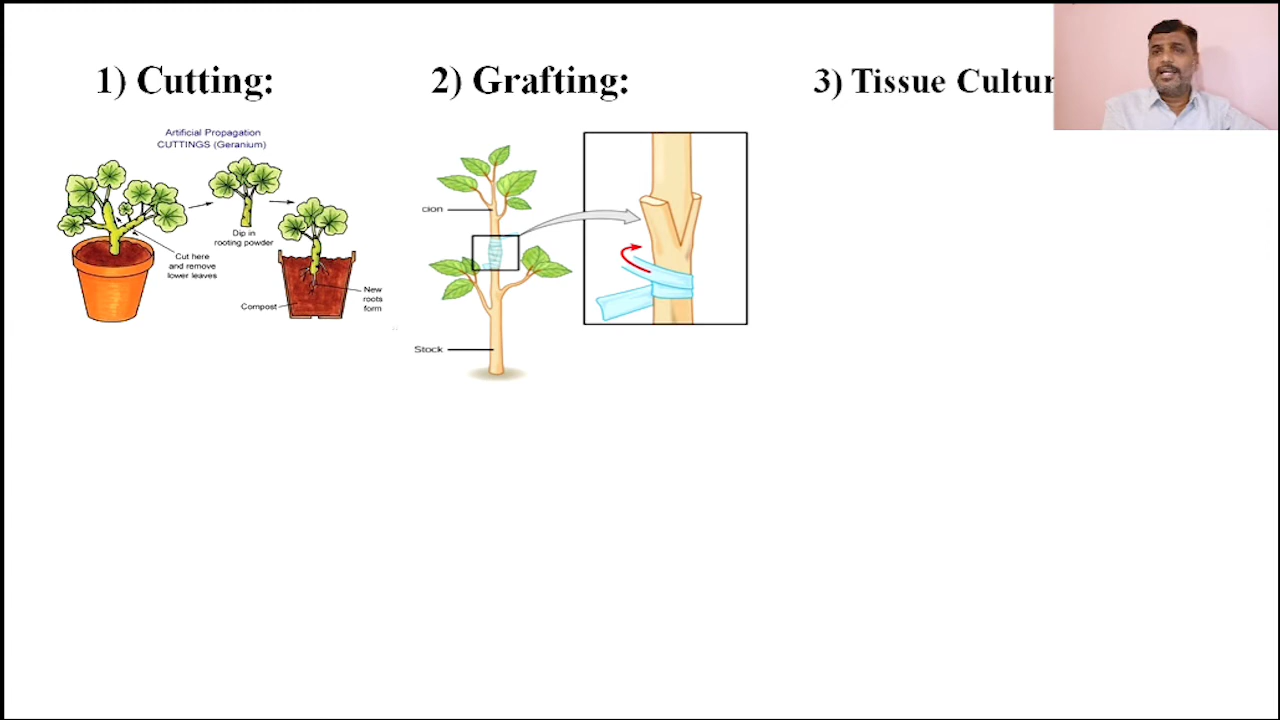 1) Cutting:
Artificial Propagation
CUTTINGS (Geranium)
Dip in
rooting powder
Cut here
and remove
lower leaves
New
roots
form
Compost
2) Grafting:
cion
Stock
3) Tissue Cultur